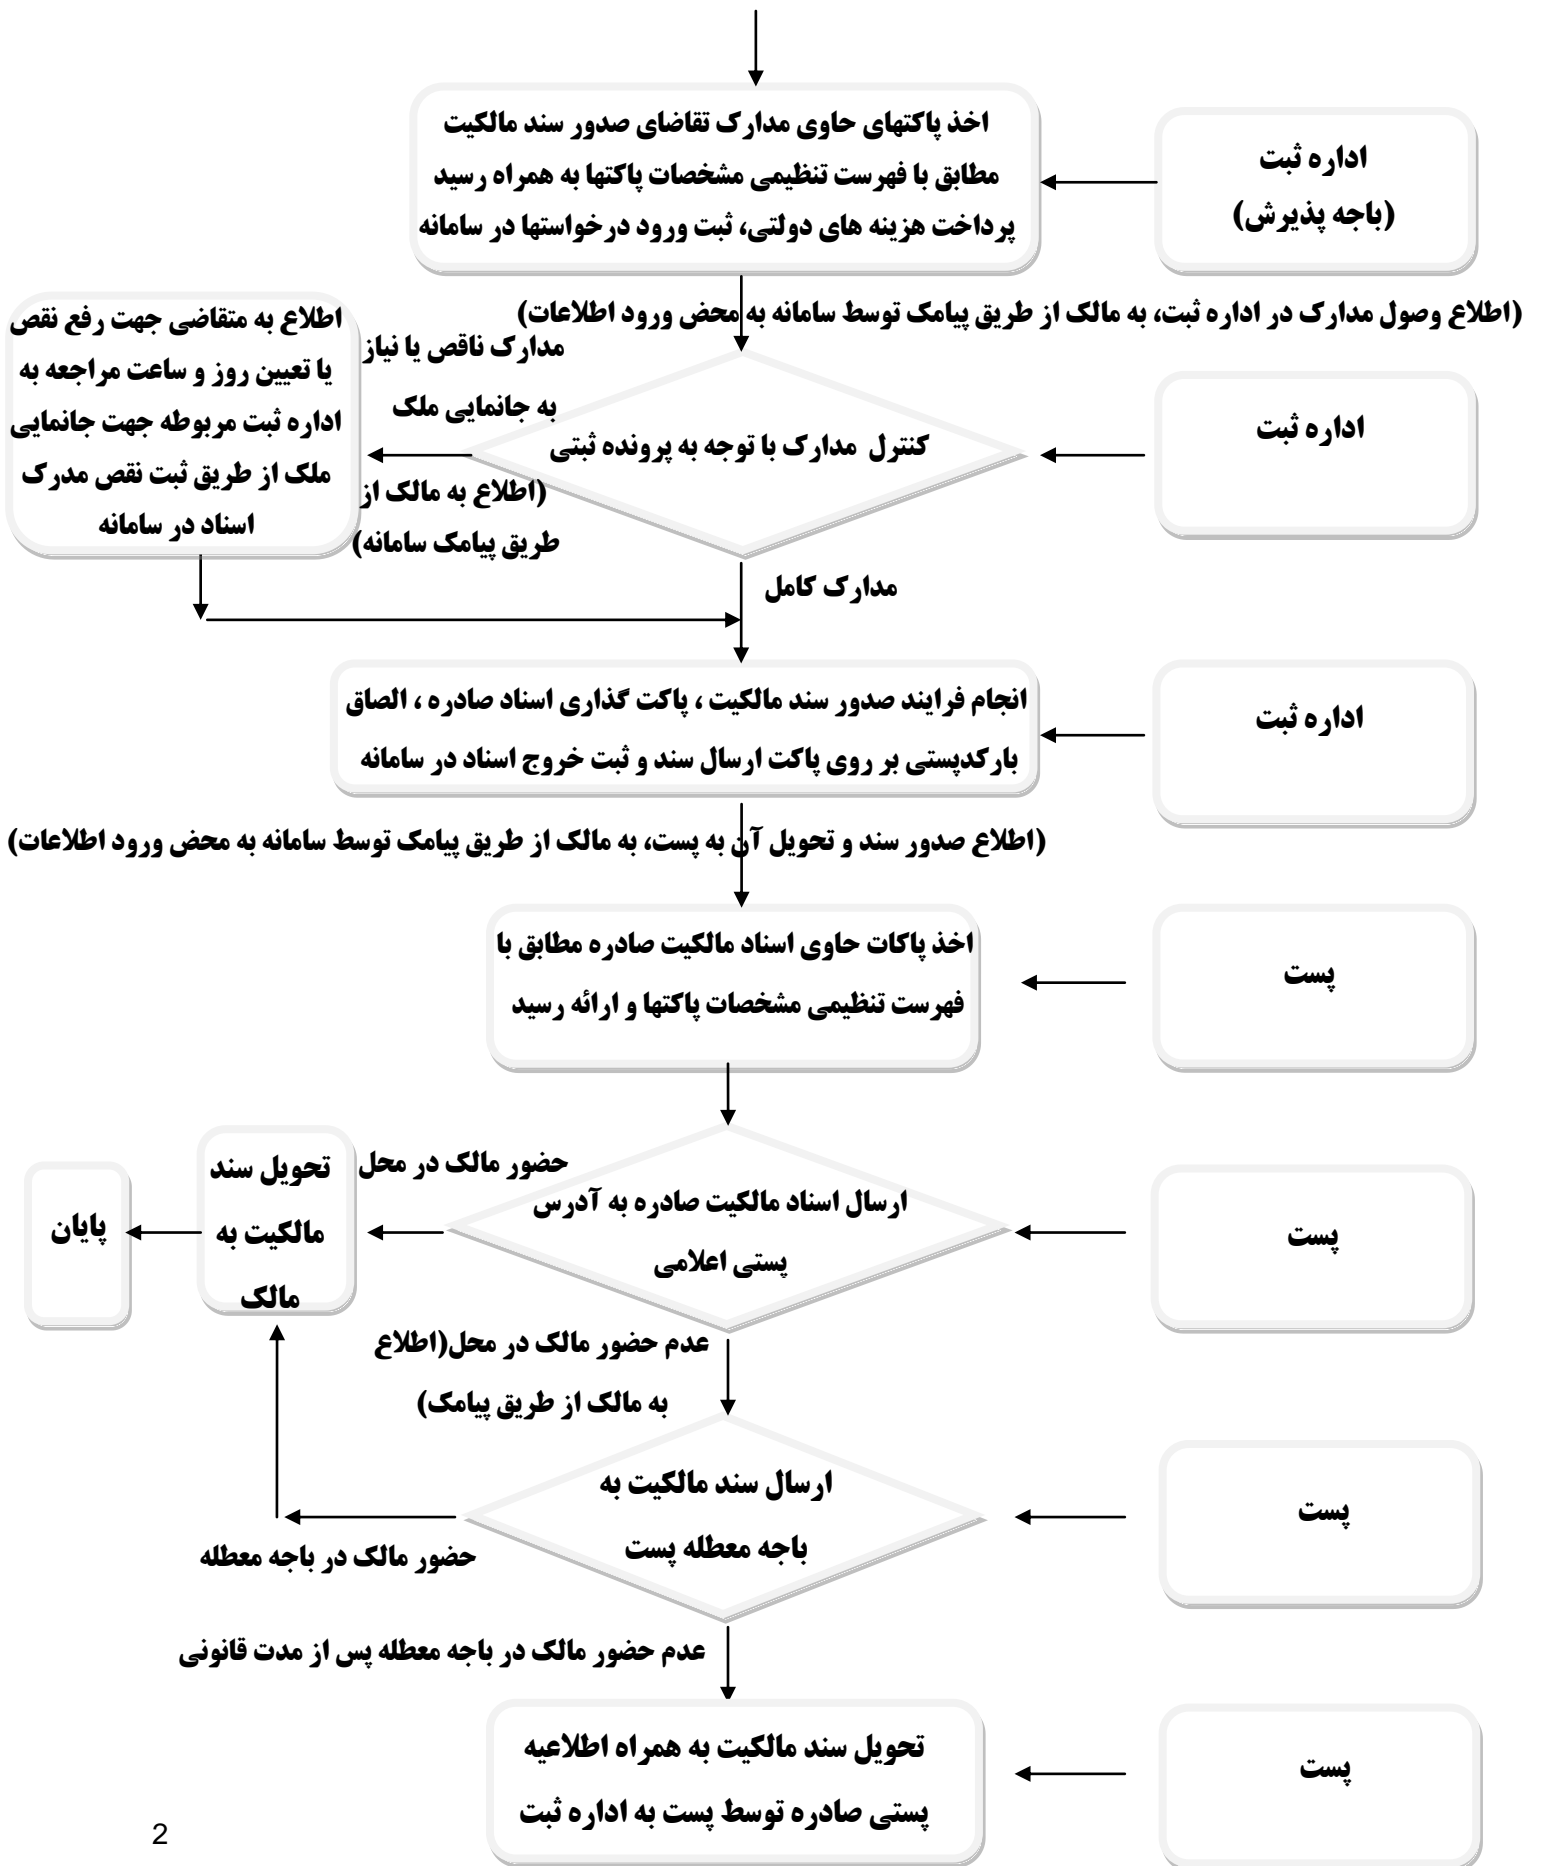 اخذ پاکتهای حاوی مدارک تقاضای صدور سند مالکیت
مطابق با فهرست تنظیمی مشخصات پاکتها به همراه رسید
پرداخت هزینه های دولتی، ثبت ورود درخواستها در سامانه
اداره ثبت
(باجه پذیرش)
(اطلاع وصول مدارک در اداره ثبت، به مالک از طریق پیامک توسط سامانه به محض ورود اطلاعات)
اداره ثبت
کنترل مدارک با توجه به پرونده ثبتی
مدارک ناقص یا نیاز
به جانمایی ملک
(اطلاع به مالک از
طریق پیامک سامانه)
اطلاع به متقاضی جهت رفع نقص
یا تعیین روز و ساعت مراجعه به
اداره ثبت مربوطه جهت جانمایی
ملک از طریق ثبت نقص مدرک
اسناد در سامانه
مدارک کامل
اداره ثبت
انجام فرایند صدور سند مالکیت ، پاکت گذاری اسناد صادره ، الصاق
بارکدپستی بر روی پاکت ارسال سند و ثبت خروج اسناد در سامانه
(اطلاع صدور سند و تحویل آن به پست، به مالک از طریق پیامک توسط سامانه به محض ورود اطلاعات)
پست
اخذ پاکات حاوی اسناد مالکیت صادره مطابق با
فهرست تنظیمی مشخصات پاکتها و ارائه رسید
پست
ارسال اسناد مالکیت صادره به آدرس
پستی اعلامی
حضور مالک در محل
تحویل سند
مالکیت به
مالک
پایان
عدم حضور مالک در محل(اطلاع
به مالک از طریق پیامک)
پست
ارسال سند مالکیت به
باجه معطله پست
حضور مالک در باجه معطله
عدم حضور مالک در باجه معطله پس از مدت قانونی
پست
تحویل سند مالکیت به همراه اطلاعیه
پستی صادره توسط پست به اداره ثبت
2